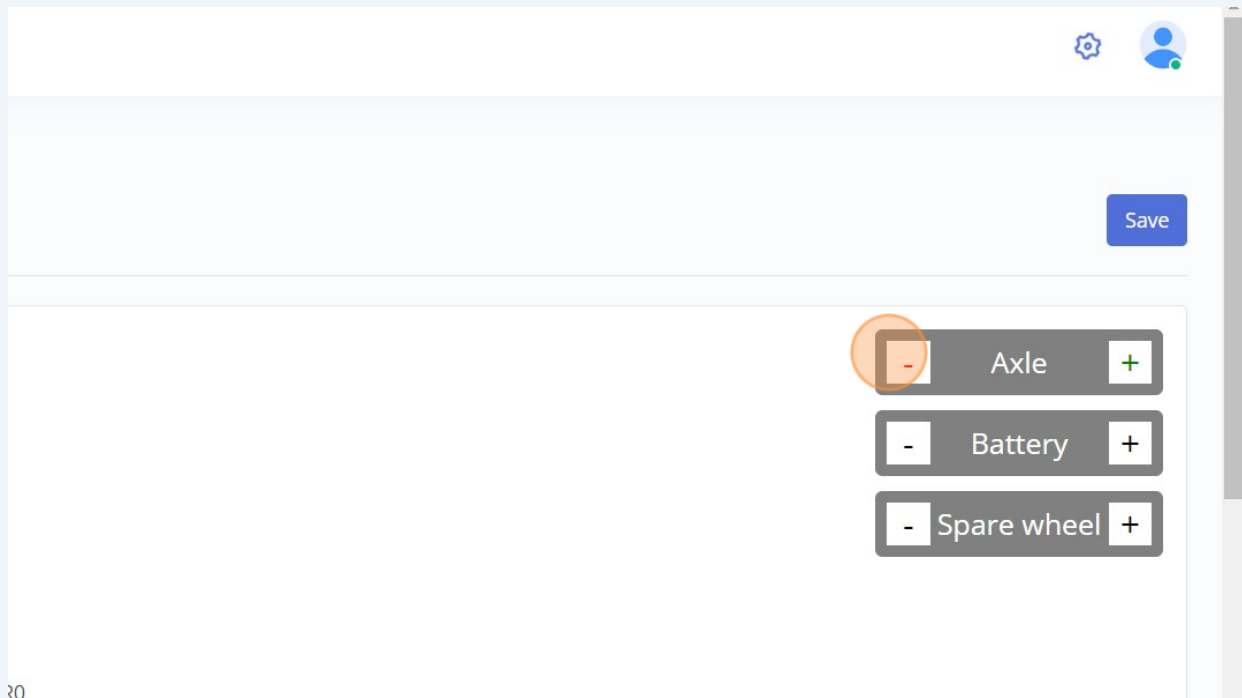 Save
- Axle +
- Battery +
- Spare wheel +